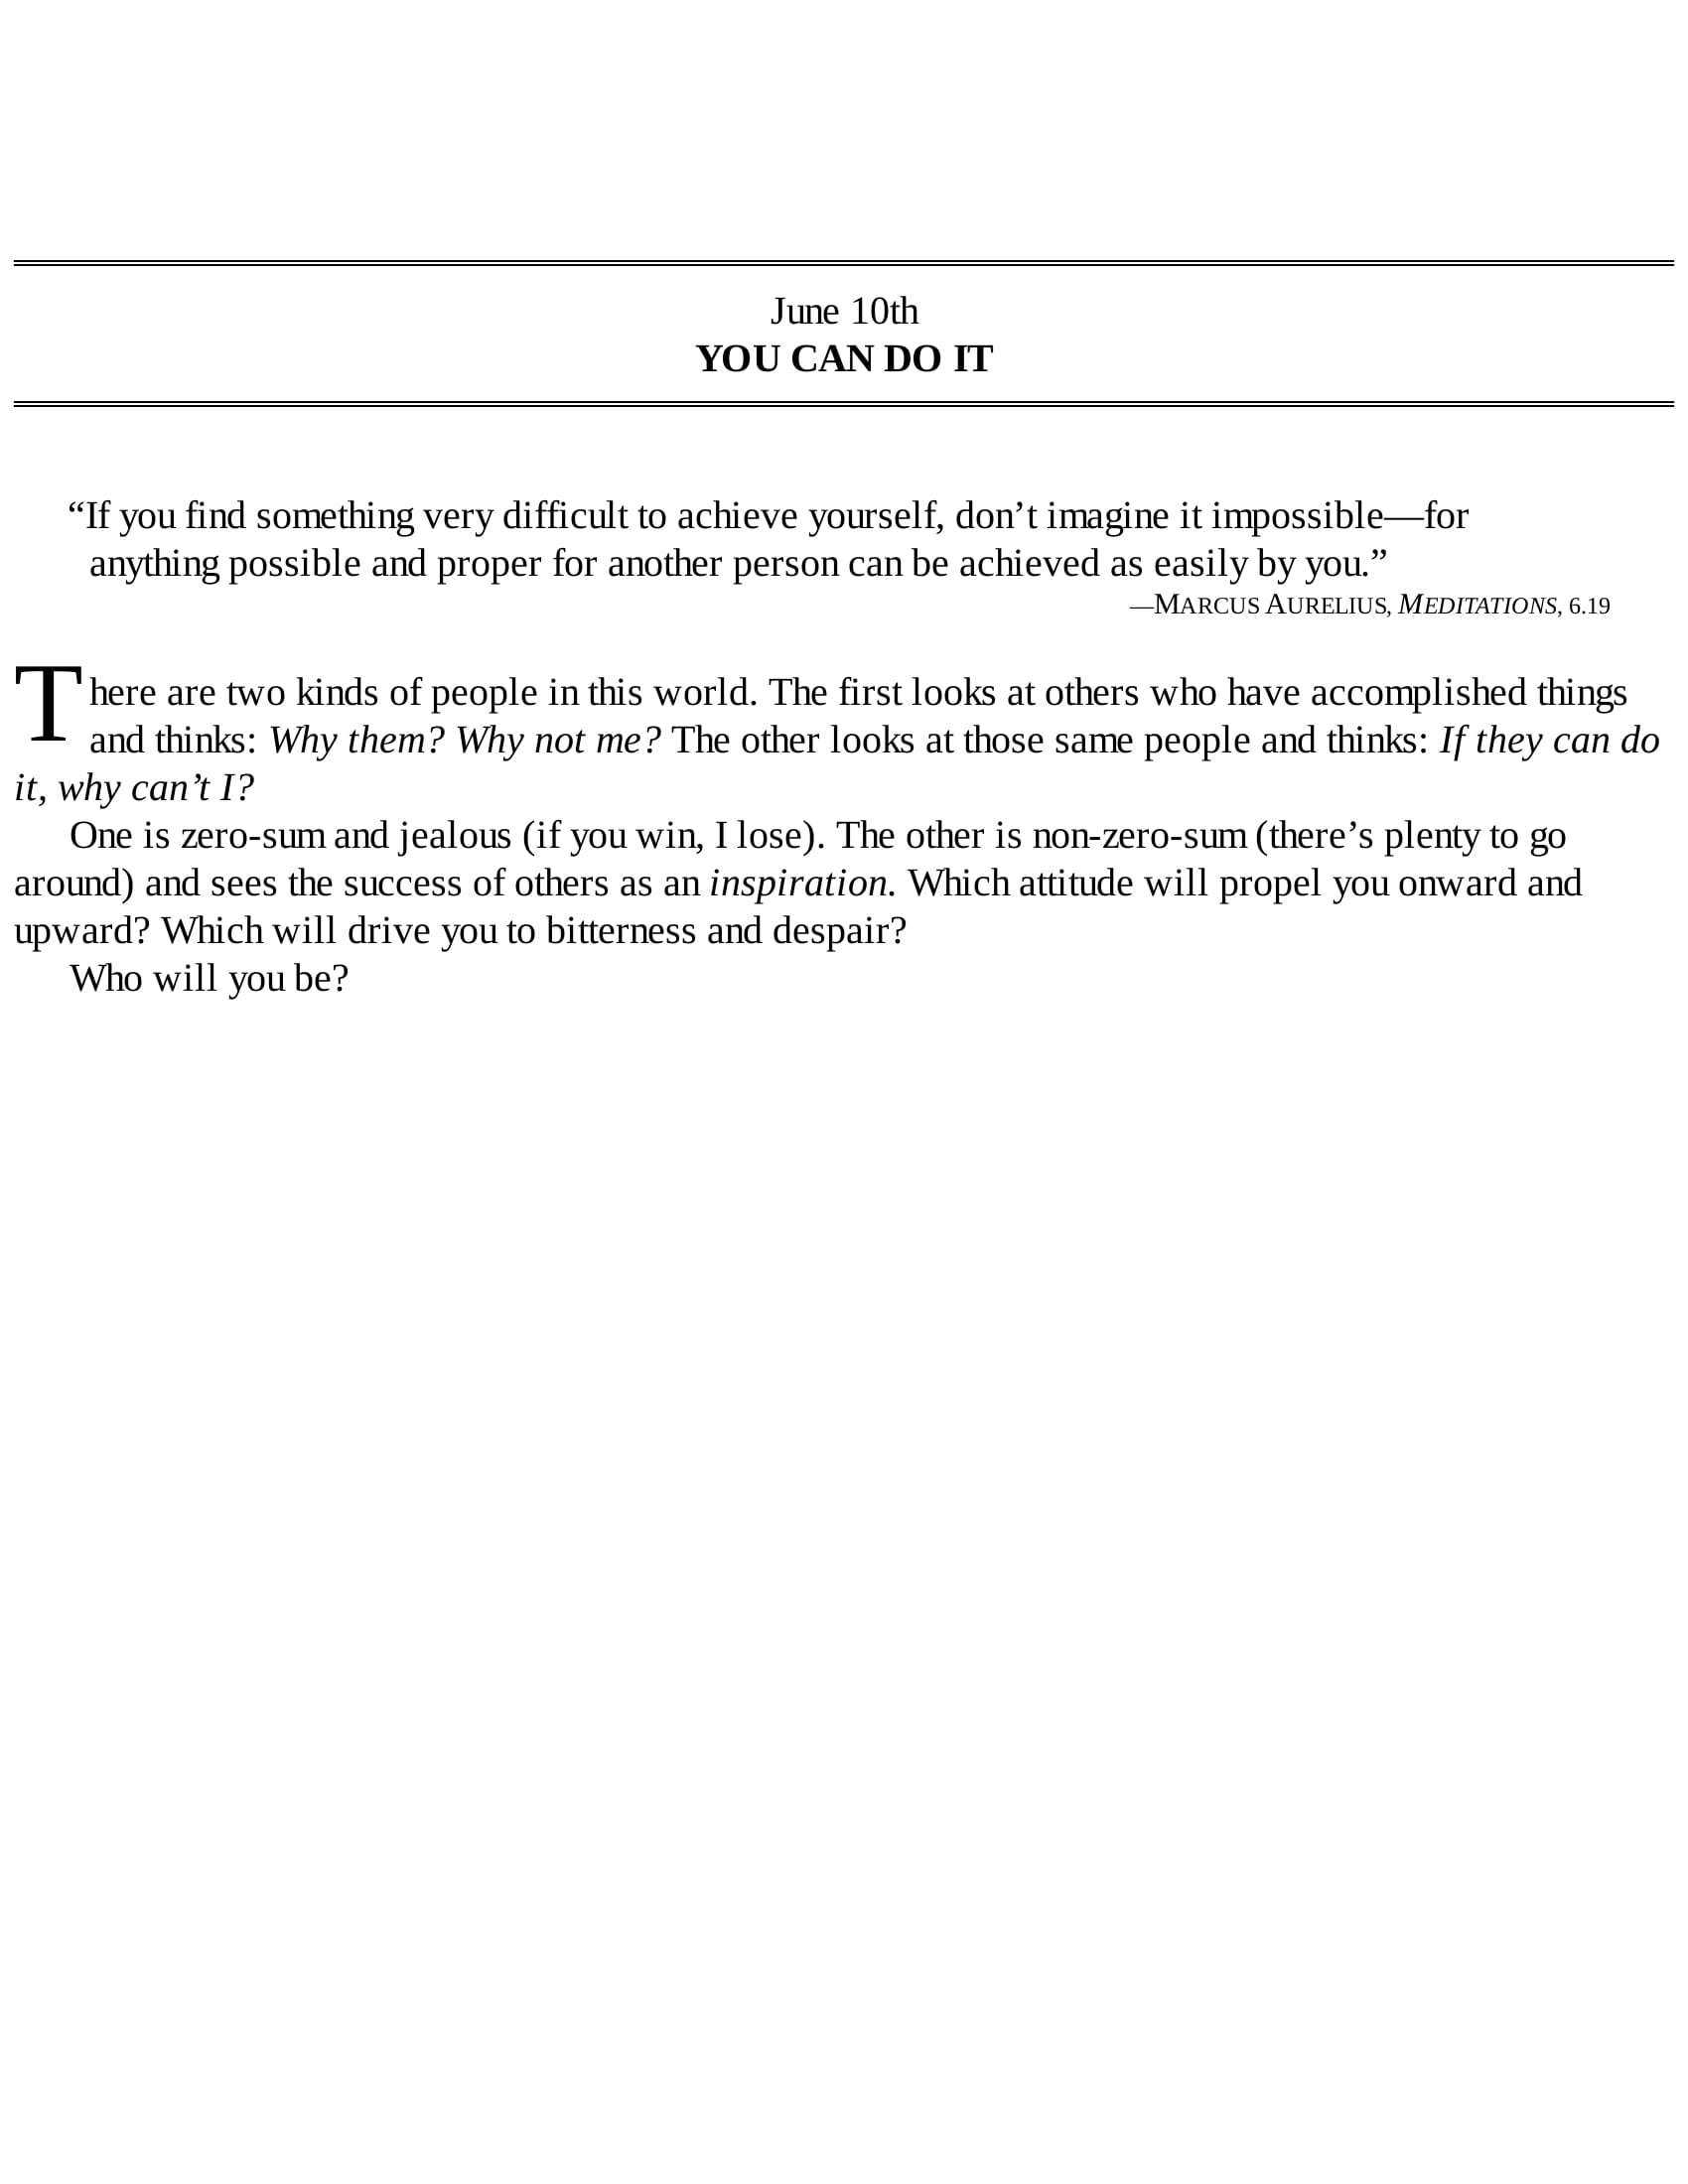 June 10th
YOU CAN DO IT
“If you find something very difficult to achieve yourself, don’t imagine it impossible—for
anything possible and proper for another person can be achieved as easily by you.”
—MARCUS AURELIUS, MEDITATIONS, 6.19
There are two kinds of people in this world. The first looks at others who have accomplished things
and thinks: Why them? Why not me? The other looks at those same people and thinks: If they can do
it, why can’t I?
One is zero-sum and jealous (if you win, I lose). The other is non-zero-sum (there’s plenty to go
around) and sees the success of others as an inspiration. Which attitude will propel you onward and
upward? Which will drive you to bitterness and despair?
Who will you be?